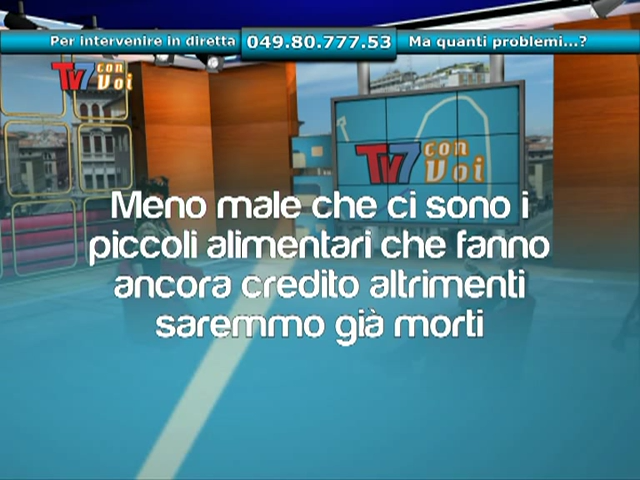 Per intervenire in diretta 049.80.777.53 Ma quanti problemi...?
TV7 con Voi
TV7 con Voi
Meno male che ci sono i
piccoli alimentari che fanno
ancora credito altrimenti
saremmo già morti